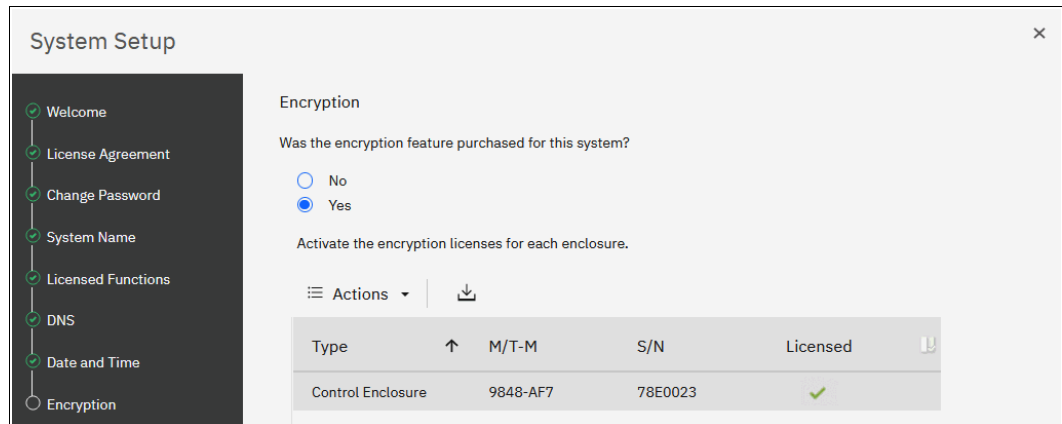 System Setup
Welcome
License Agreement
Change Password
System Name
Licensed Functions
DNS
Date and Time
Encryption
Encryption
Was the encryption feature purchased for this system?
No
Yes
Activate the encryption licenses for each enclosure.
Actions
Type M/T-M S/N Licensed
Control Enclosure 9848-AF7 78E0023